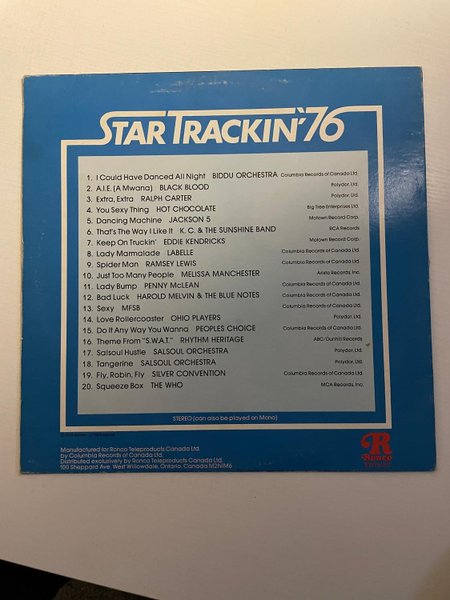 STAR TRACKIN' 76
1. I Could Have Danced All Night BIDDU ORCHESTRA Columbia Records of Canada Ltd.
2. A.I.E. (A Mwana) BLACK BLOOD Polydor, Ltd.
3. Extra, Extra RALPH CARTER Polydor, Ltd.
4. You Sexy Thing HOT CHOCOLATE Big Tree Enterprises Ltd.
5. Dancing Machine JACKSON 5 Motown Record Corp.
6. That's The Way I Like It K. C. & THE SUNSHINE BAND RCA Records
7. Keep On Truckin' EDDIE KENDRICKS Motown Record Corp.
8. Lady Marmalade LABELLE Columbia Records of Canada Ltd.
9. Spider Man RAMSEY LEWIS Columbia Records of Canada Ltd.
10. Just Too Many People MELISSA MANCHESTER Arista Records, Inc.
11. Lady Bump PENNY McLEAN Columbia Records of Canada Ltd.
12. Bad Luck HAROLD MELVIN & THE BLUE NOTES Columbia Records of Canada Ltd.
13. Sexy MFSB Columbia Records of Canada Ltd.
14. Love Rollercoaster OHIO PLAYERS Polydor, Ltd.
15. Do It Any Way You Wanna PEOPLES CHOICE Columbia Records of Canada Ltd.
16. Theme From "S.W.A.T." RHYTHM HERITAGE ABC/Dunhill Records
17. Salsoul Hustle SALSOUL ORCHESTRA Polydor, Ltd.
18. Tangerine SALSOUL ORCHESTRA Polydor, Ltd.
19. Fly, Robin, Fly SILVER CONVENTION Columbia Records of Canada Ltd.
20. Squeeze Box THE WHO MCA Records, Inc.
STEREO (can also be played on Mono)
Manufactured for Ronco Teleproducts Canada Ltd.
by Columbia Records of Canada Ltd.
Distributed exclusively by Ronco Teleproducts Canada Ltd.
100 Sheppard Ave. West Willowdale, Ontario, Canada M2N1M6
R
Ronco